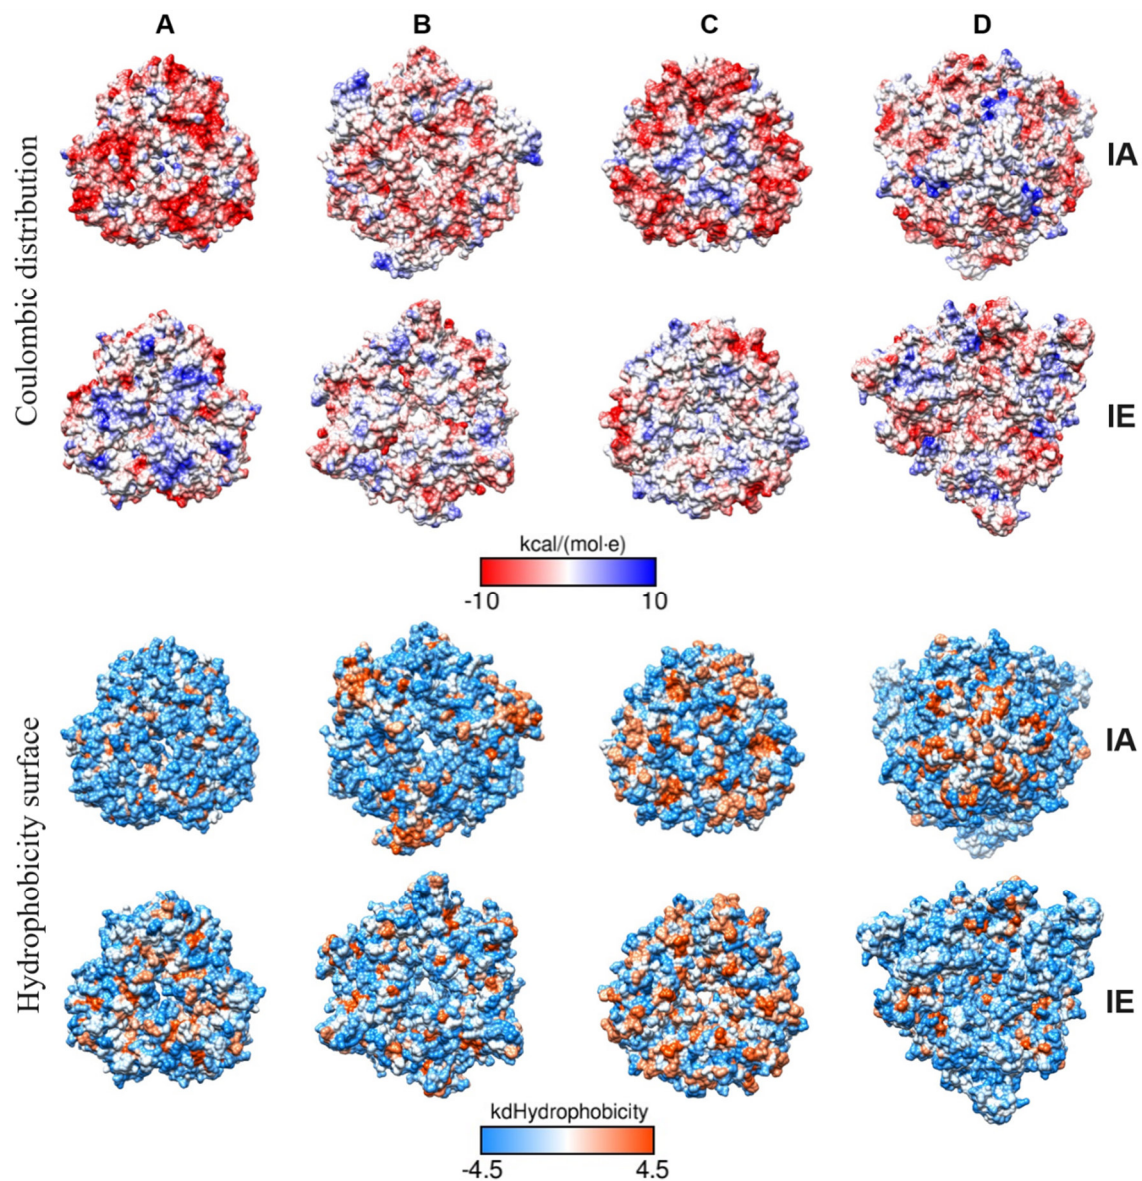 A B C D
Coulombic distribution
IA
IE
kcal/(mol·e)
-10 10
Hydrophobicity surface
IA
IE
kdHydrophobicity
-4.5 4.5